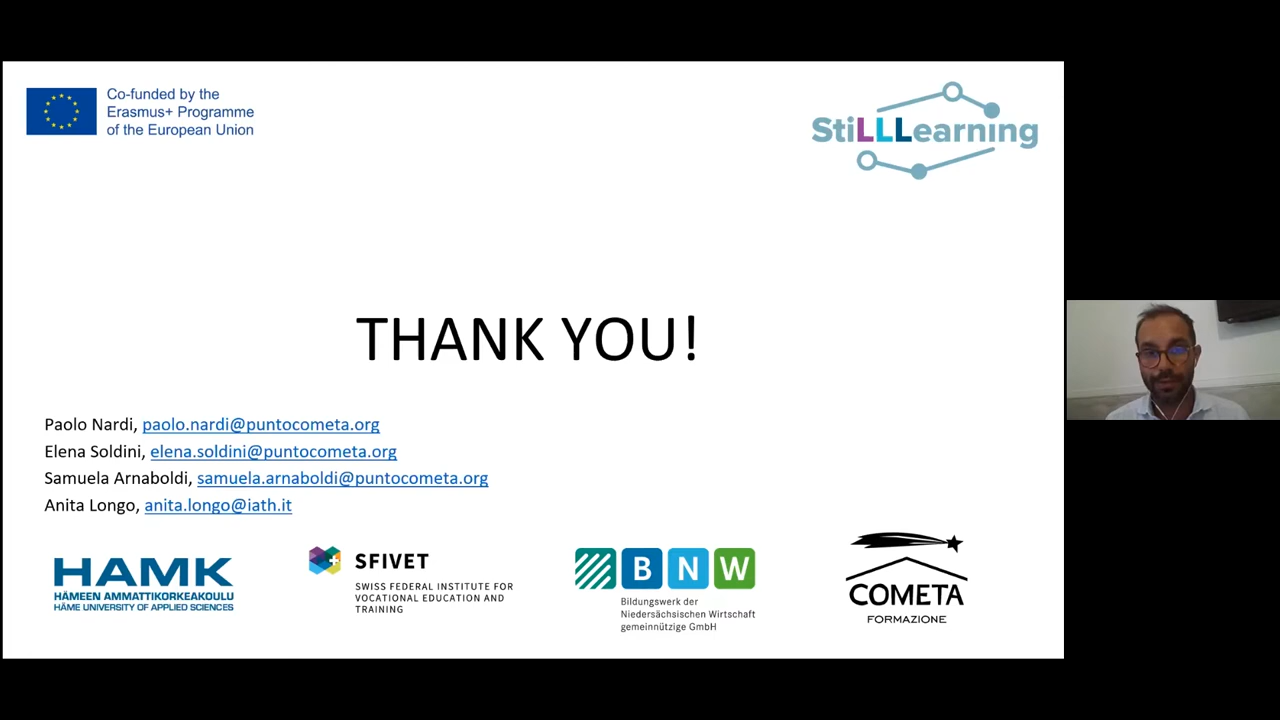 Co-funded by the
Erasmus+ Programme
of the European Union
StiLLLearning
THANK YOU!
Paolo Nardi, paolo.nardi@puntocometa.org
Elena Soldini, elena.soldini@puntocometa.org
Samuela Arnaboldi, samuela.arnaboldi@puntocometa.org
Anita Longo, anita.longo@iath.it
HAMK
HÄMEEN AMMATTIKORKEAKOULU
HÄME UNIVERSITY OF APPLIED SCIENCES
SFIVET
SWISS FEDERAL INSTITUTE FOR
VOCATIONAL EDUCATION AND
TRAINING
BNW
Bildungswerk der
Niedersächsischen Wirtschaft
gemeinnützige GmbH
COMETA
FORMAZIONE